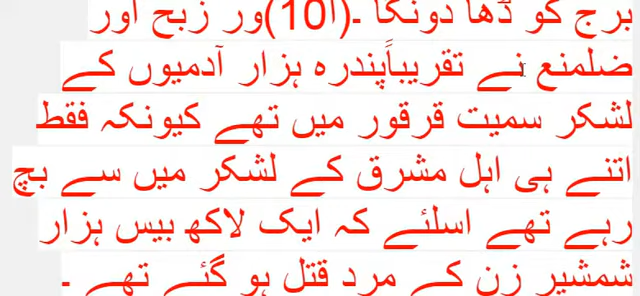 برج کو ڈھا دونگا ۔(10ا)ور زبح اور
ضلمنع نے تقریباًپندرہ ہزار آدمیوں کے
لشکر سمیت قرقور میں تھے کیونکہ فقط
اتنے ہی اہل مشرق کے لشکر میں سے بچ
رہے تھے اسلئے کہ ایک لاکھ بیس ہزار
شمشیر زن کے مرد قتل ہو گئے تھے ۔